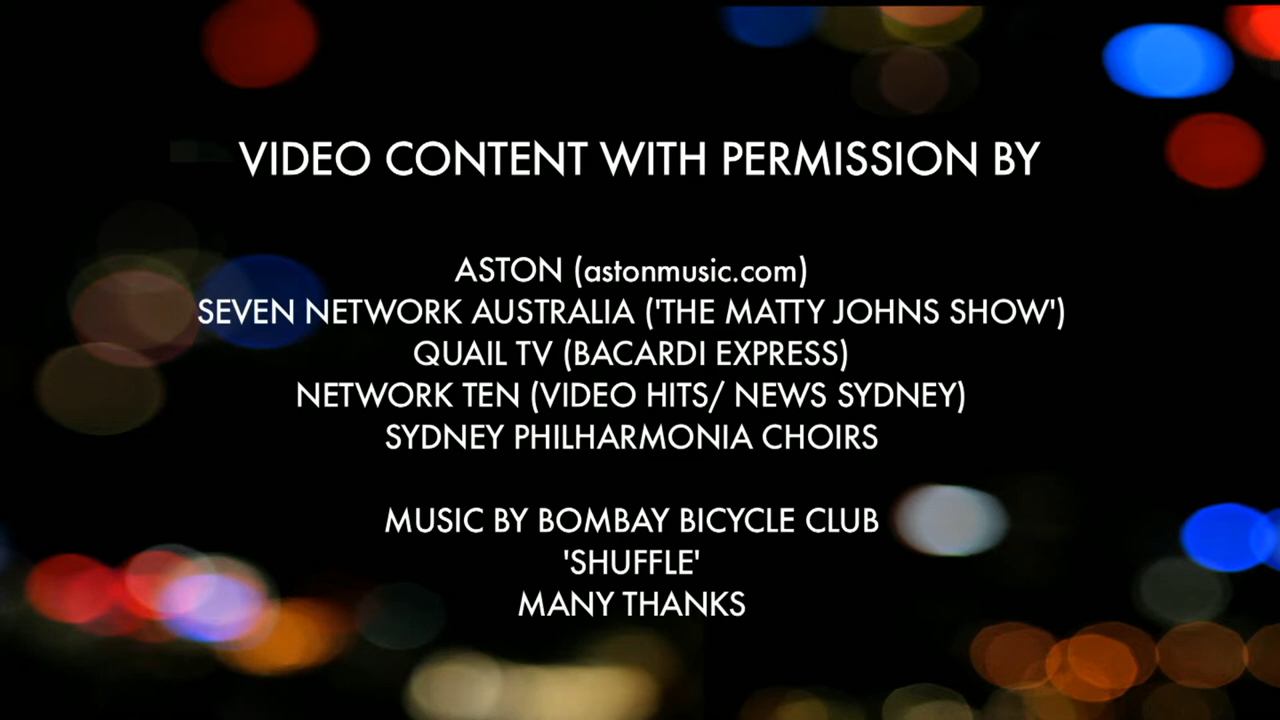 VIDEO CONTENT WITH PERMISSION BY
ASTON (astonmusic.com)
SEVEN NETWORK AUSTRALIA ('THE MATTY JOHNS SHOW')
QUAIL TV (BACARDI EXPRESS)
NETWORK TEN (VIDEO HITS/ NEWS SYDNEY)
SYDNEY PHILHARMONIA CHOIRS
MUSIC BY BOMBAY BICYCLE CLUB
'SHUFFLE'
MANY THANKS